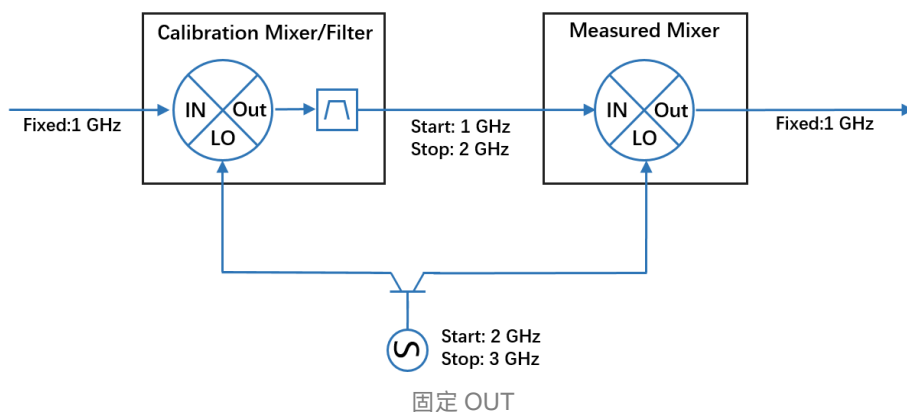 Calibration Mixer/Filter
Measured Mixer
IN
Out
LO
IN
Out
LO
Fixed:1 GHz
Start: 1 GHz
Stop: 2 GHz
Fixed:1 GHz
Start: 2 GHz
Stop: 3 GHz
固定 OUT